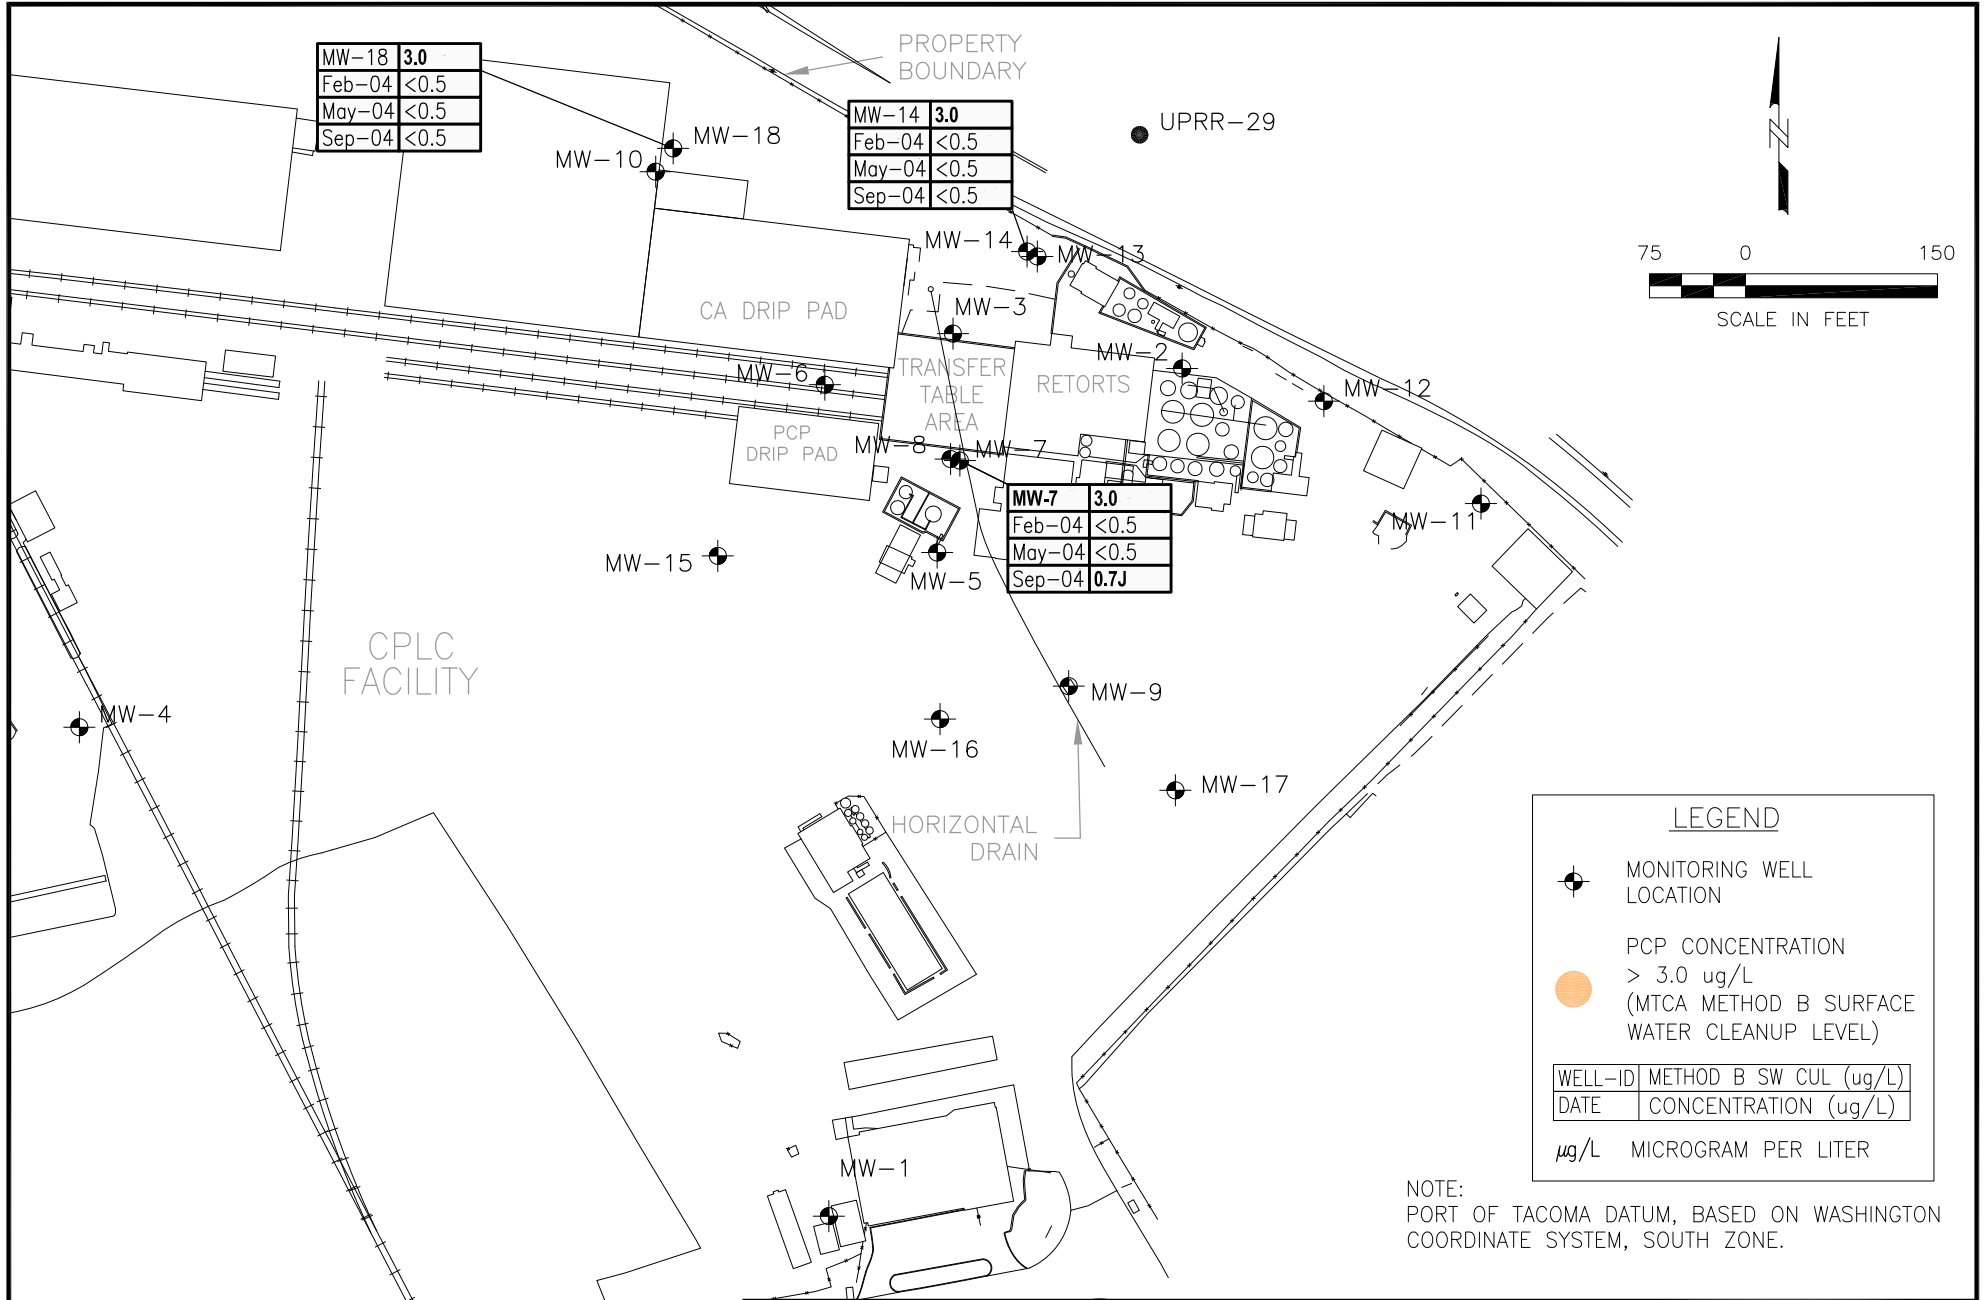 MW-18 3.0
Feb-04 <0.5
May-04 <0.5
Sep-04 <0.5
PROPERTY
BOUNDARY
MW-14 3.0
Feb-04 <0.5
May-04 <0.5
Sep-04 <0.5
UPRR-29
MW-18
MW-10
N
MW-14
MW-13
75 0 150
SCALE IN FEET
CA DRIP PAD
MW-3
MW-2
MW-6
TRANSFER
TABLE
AREA
RETORTS
MW-12
PCP
DRIP PAD
MW-8
MW-7
MW-7 3.0
Feb-04 <0.5
May-04 <0.5
Sep-04 0.7J
MW-11
MW-15
MW-5
CPLC
FACILITY
MW-4
MW-9
MW-16
MW-17
HORIZONTAL
DRAIN
MW-1
LEGEND
MONITORING WELL
LOCATION
PCP CONCENTRATION
> 3.0 ug/L
(MTCA METHOD B SURFACE
WATER CLEANUP LEVEL)
WELL-ID METHOD B SW CUL (ug/L)
DATE CONCENTRATION (ug/L)
µg/L MICROGRAM PER LITER
NOTE:
PORT OF TACOMA DATUM, BASED ON WASHINGTON
COORDINATE SYSTEM, SOUTH ZONE.